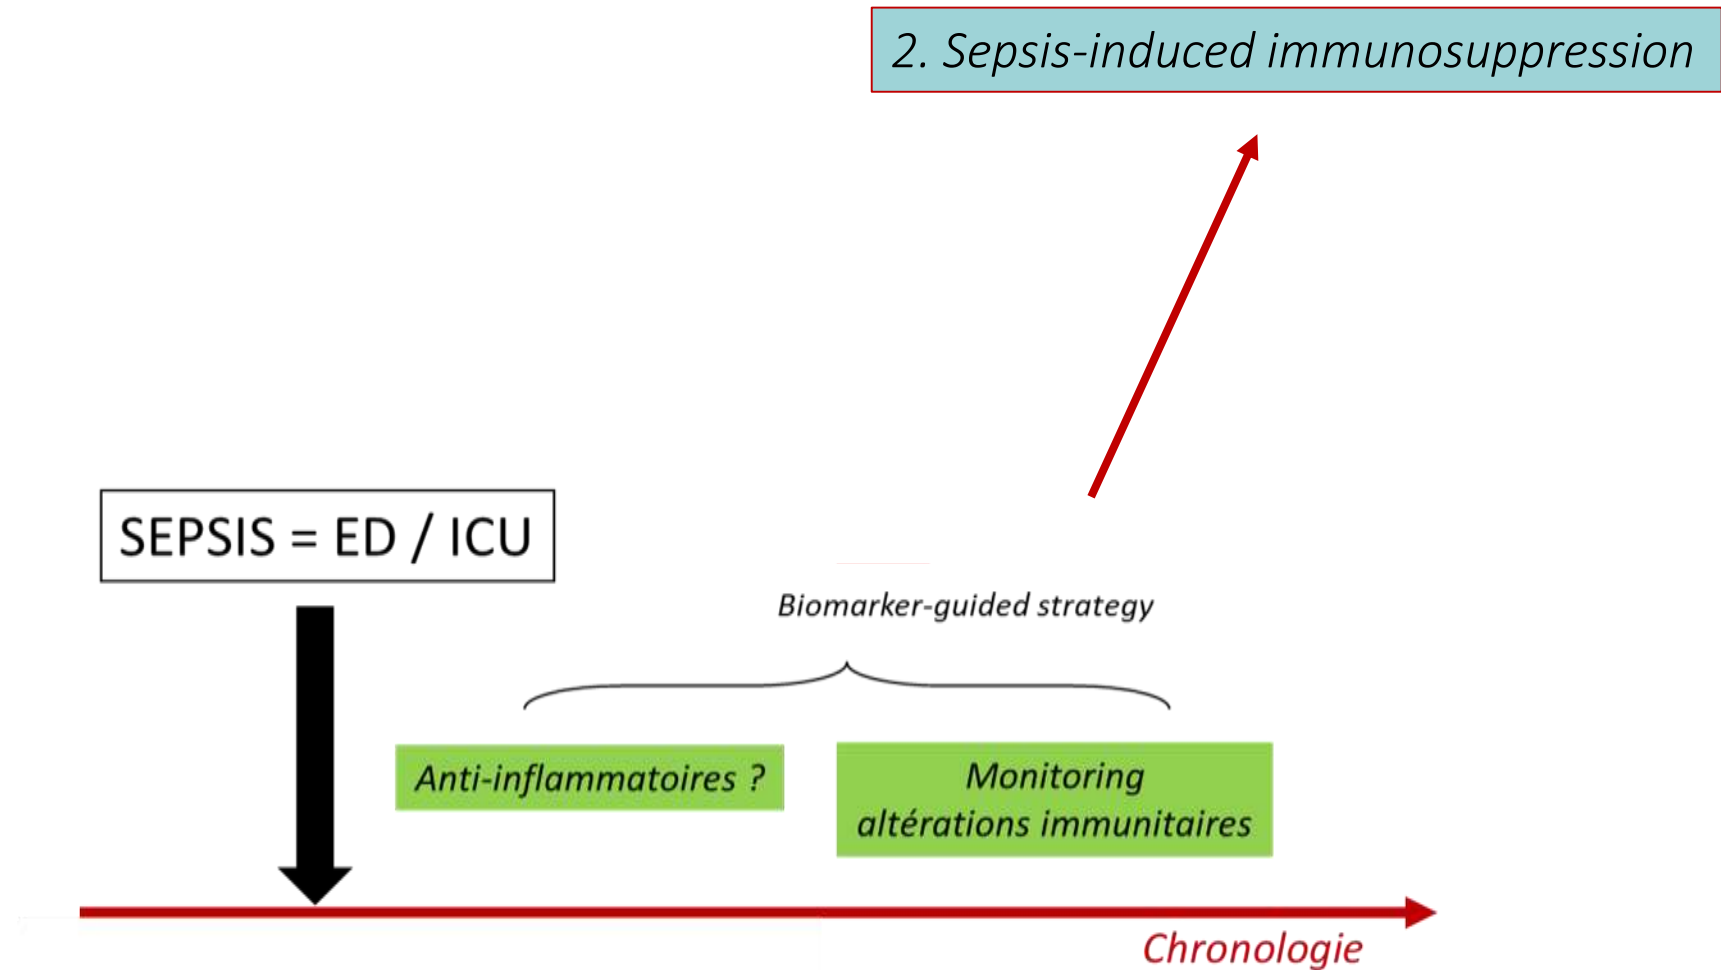 2. Sepsis-induced immunosuppression
SEPSIS = ED / ICU
Biomarker-guided strategy
Anti-inflammatoires ?
Monitoring
altérations immunitaires
Chronologie